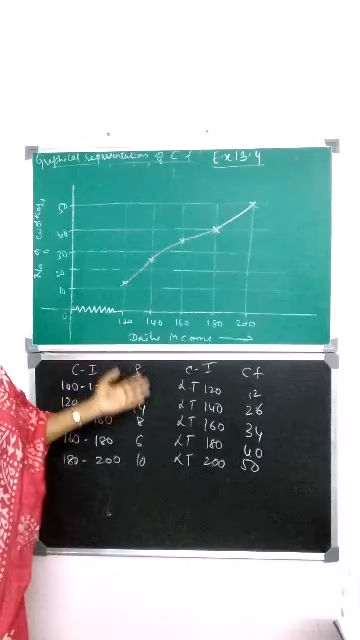 Graphical representation of Cf Ex 13.4
No of workers
50
40
30
20
10
0
120 140 160 180 200
Daily Income
C-I f
100-1
120
160 8
160-180 6
180-200 10
C-I Cf
LT 120 12
LT 140 26
LT 160 34
LT 180 40
LT 200 50